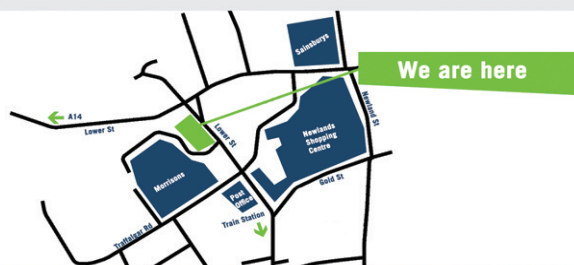 Sainsburys
We are here
A14
Lower St
Lower St
Newland St
Newlands
Shopping
Centre
Morrisons
Gold St
Post
Office
Train Station
Traffalgar Rd